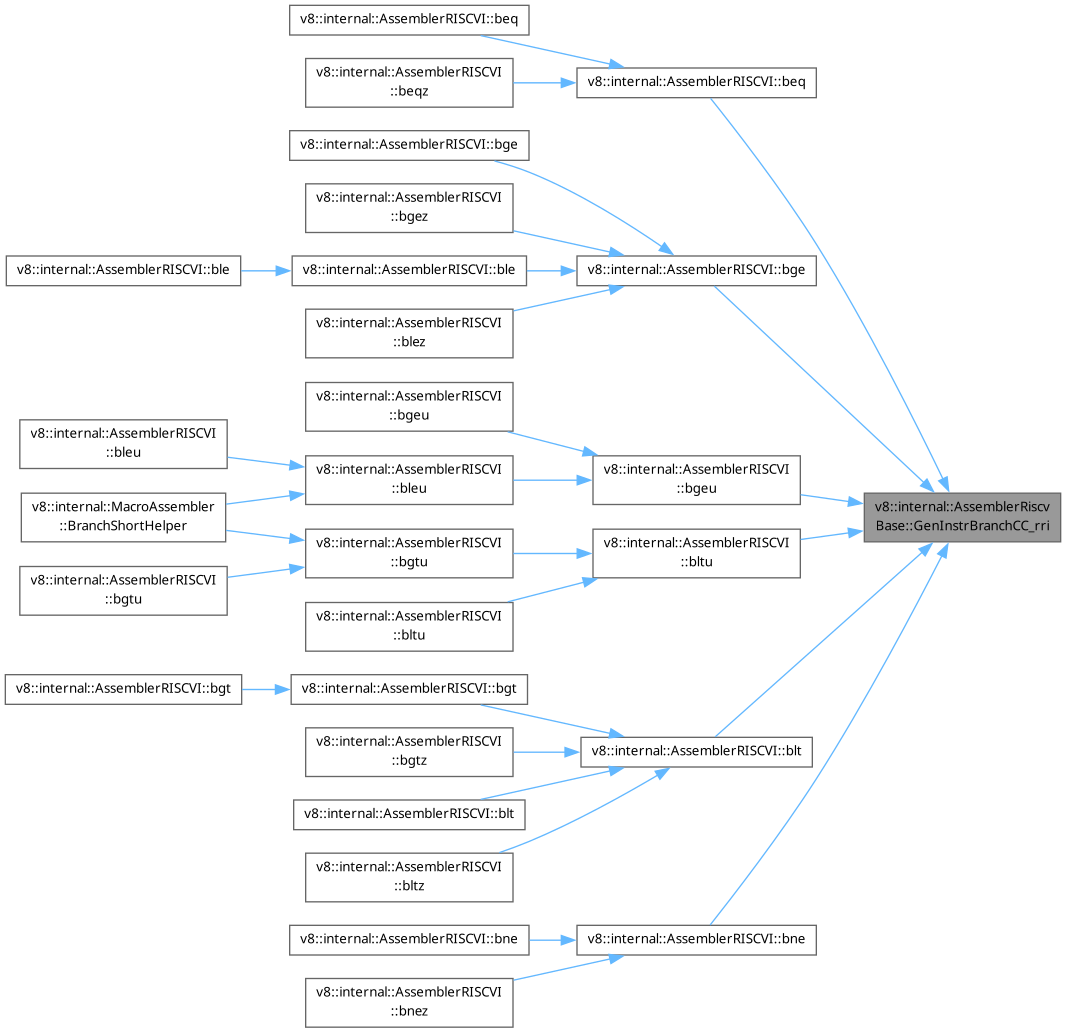 v8::internal::AssemblerRISCVI::beq
v8::internal::AssemblerRISCVI
::beqz
v8::internal::AssemblerRISCVI::beq
v8::internal::AssemblerRISCVI::bge
v8::internal::AssemblerRISCVI
::bgez
v8::internal::AssemblerRISCVI::ble
v8::internal::AssemblerRISCVI::ble
v8::internal::AssemblerRISCVI::bge
v8::internal::AssemblerRISCVI
::blez
v8::internal::AssemblerRISCVI
::bgeu
v8::internal::AssemblerRISCVI
::bleu
v8::internal::AssemblerRISCVI
::bleu
v8::internal::AssemblerRISCVI
::bgeu
v8::internal::MacroAssembler
::BranchShortHelper
v8::internal::AssemblerRiscv
Base::GenInstrBranchCC_rri
v8::internal::AssemblerRISCVI
::bgtu
v8::internal::AssemblerRISCVI
::bltu
v8::internal::AssemblerRISCVI
::bgtu
v8::internal::AssemblerRISCVI
::bltu
v8::internal::AssemblerRISCVI::bgt
v8::internal::AssemblerRISCVI::bgt
v8::internal::AssemblerRISCVI
::bgtz
v8::internal::AssemblerRISCVI::blt
v8::internal::AssemblerRISCVI::blt
v8::internal::AssemblerRISCVI
::bltz
v8::internal::AssemblerRISCVI::bne
v8::internal::AssemblerRISCVI::bne
v8::internal::AssemblerRISCVI
::bnez